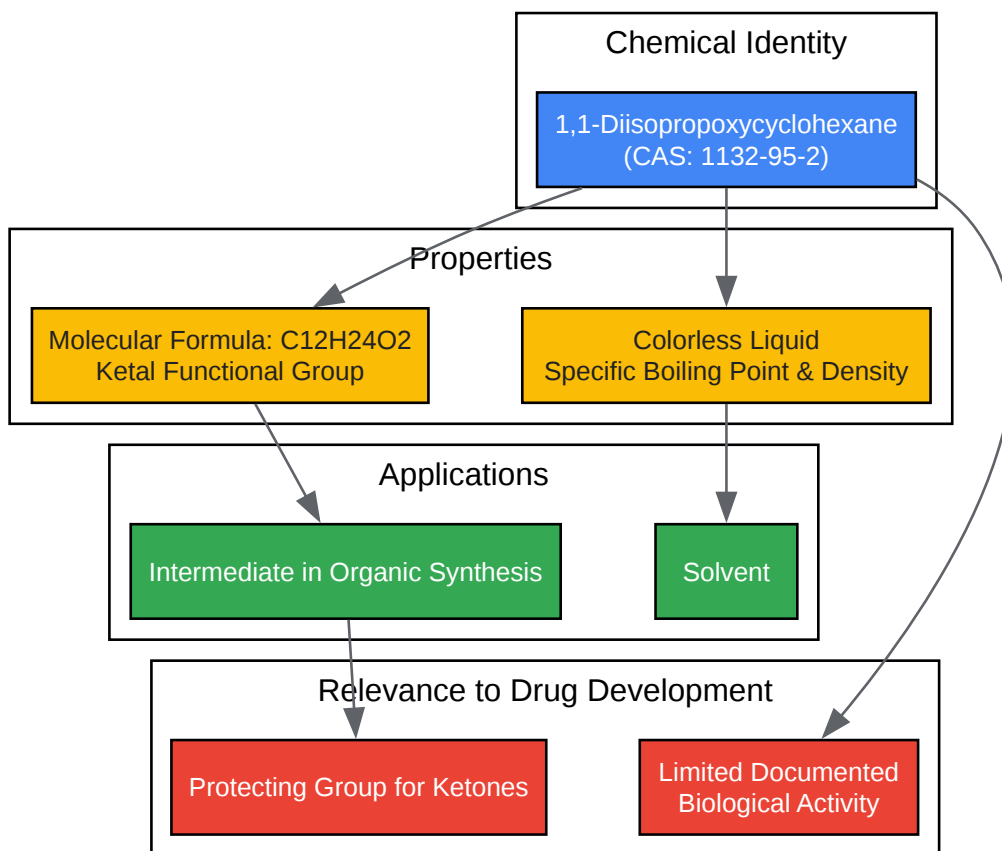 Chemical Identity
1,1-Diisopropoxycyclohexane
(CAS: 1132-95-2)
Properties
Molecular Formula: C12H24O2
Ketal Functional Group
Colorless Liquid
Specific Boiling Point & Density
Applications
Intermediate in Organic Synthesis
Solvent
Relevance to Drug Development
Protecting Group for Ketones
Limited Documented
Biological Activity